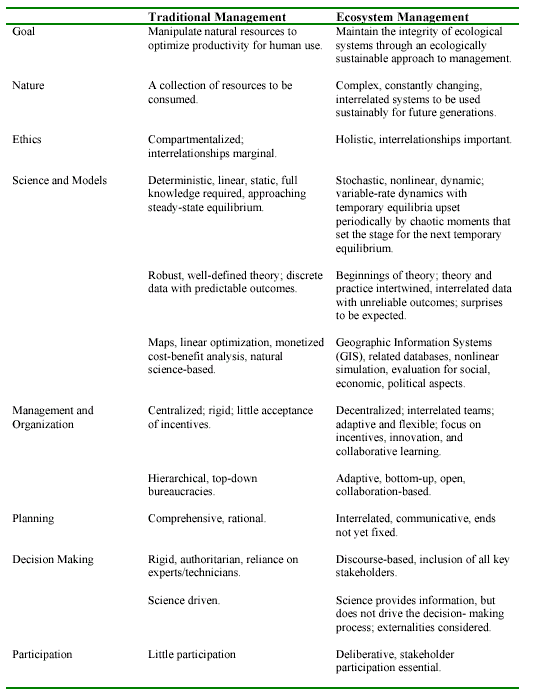 Traditional Management Ecosystem Management
Goal Manipulate natural resources to Maintain the integrity of ecological
optimize productivity for human use. systems through an ecologically
sustainable approach to management.
Nature A collection of resources to be Complex, constantly changing,
consumed. interrelated systems to be used
sustainably for future generations.
Ethics Compartmentalized; Holistic, interrelationships important.
interrelationships marginal.
Science and Models Deterministic, linear, static, full Stochastic, nonlinear, dynamic;
knowledge required, approaching variable-rate dynamics with
steady-state equilibrium. temporary equilibria upset
periodically by chaotic moments that
set the stage for the next temporary
equilibrium.
Robust, well-defined theory; discrete Beginnings of theory; theory and
data with predictable outcomes. practice intertwined, interrelated data
with unreliable outcomes; surprises
to be expected.
Maps, linear optimization, monetized Geographic Information Systems
cost-benefit analysis, natural (GIS), related databases, nonlinear
science-based. simulation, evaluation for social,
economic, political aspects.
Management and Centralized; rigid; little acceptance Decentralized; interrelated teams;
Organization of incentives. adaptive and flexible; focus on
incentives, innovation, and
collaborative learning.
Hierarchical, top-down Adaptive, bottom-up, open,
bureaucracies. collaboration-based.
Planning Comprehensive, rational. Interrelated, communicative, ends
not yet fixed.
Decision Making Rigid, authoritarian, reliance on Discourse-based, inclusion of all key
experts/technicians. stakeholders.
Science driven. Science provides information, but
does not drive the decision- making
process; externalities considered.
Participation Little participation Deliberative, stakeholder
participation essential.